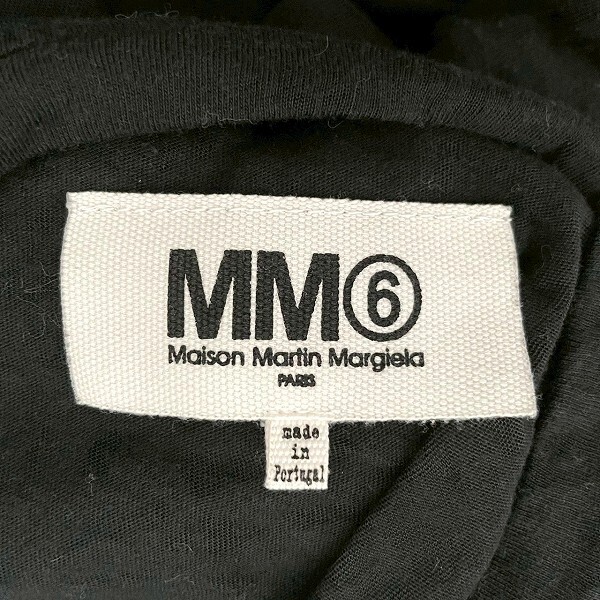 MM⑥
Maison Martin Margiela
PARIS
made
in
Portugal